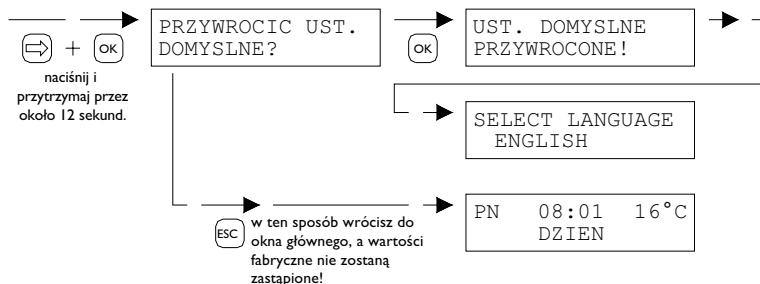 PRZYWROCIC UST.
DOMYSLNE?
UST. DOMYSLNE
PRZYWROCONE!
+
OK
OK
naciśnij i
przytrzymaj przez
około 12 sekund.
SELECT LANGUAGE
ENGLISH
ESC
w ten sposób wrócisz do
okna głównego, a wartości
fabryczne nie zostaną
zastąpione!
PN 08:01 16°C
DZIEN